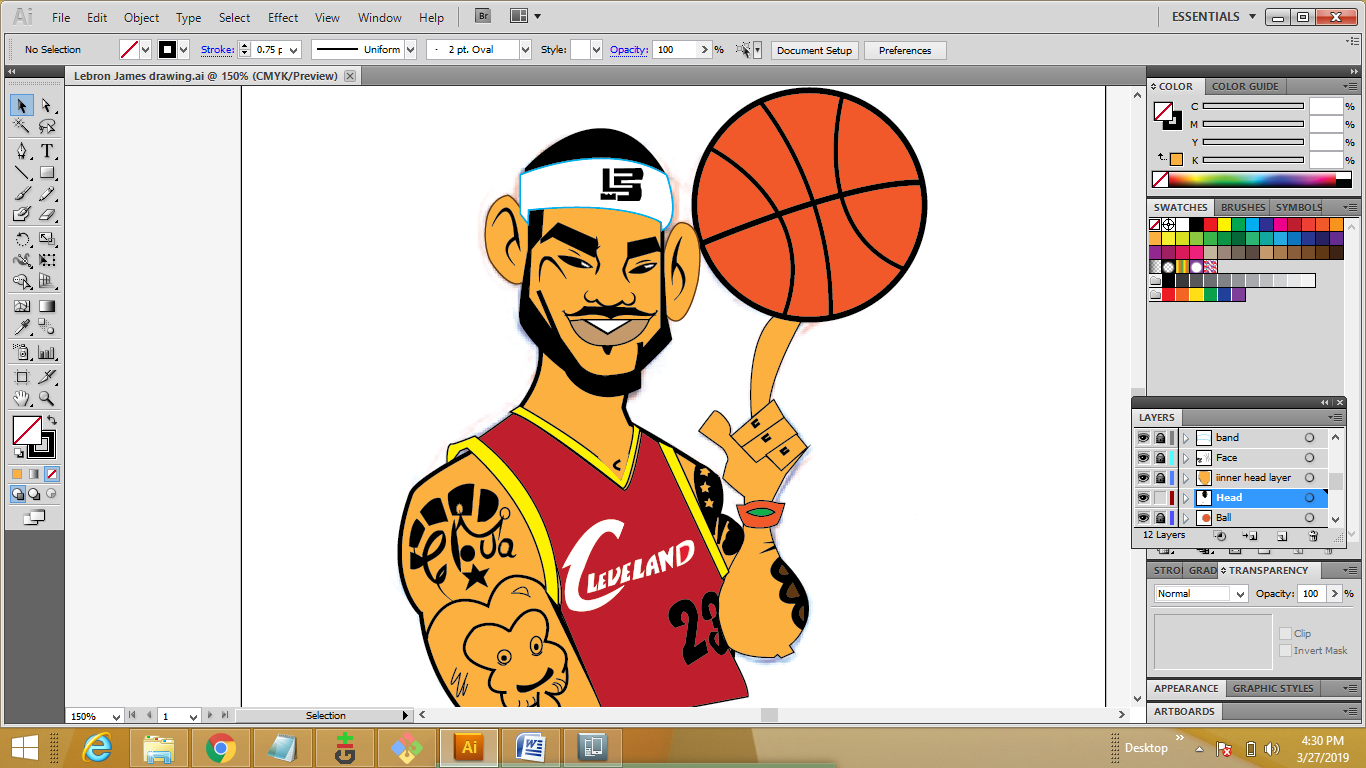 Ai File Edit Object Type Select Effect View Window Help Br ESSENTIALS
No Selection Stroke: 0.75 p Uniform 2 pt. Oval Style: Opacity: 100 % Document Setup Preferences
Lebron James drawing.ai @ 150% (CMYK/Preview)
COLOR COLOR GUIDE
C %
M %
Y %
K %
SWATCHES BRUSHES SYMBOLS
LAYERS
band
Face
iinner head layer
Head
Ball
12 Layers
STRO GRAD TRANSPARENCY
Normal Opacity: 100 %
Clip
Invert Mask
APPEARANCE GRAPHIC STYLES
ARTBOARDS
CLEVELAND
23
150% 1 Selection
Ai W Desktop 4:30 PM
3/27/2019